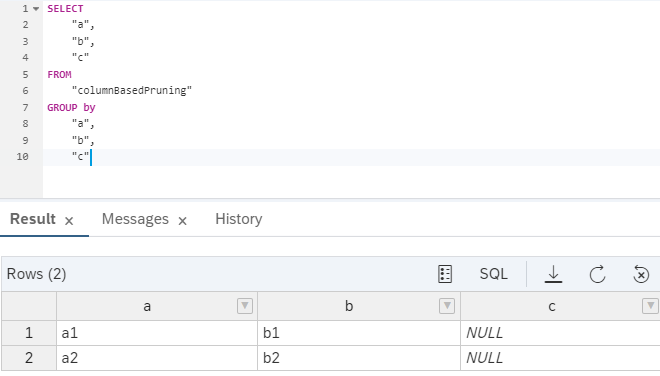 1 SELECT
2 "a",
3 "b",
4 "c"
5 FROM
6 "columnBasedPruning"
7 GROUP by
8 "a",
9 "b",
10 "c"
Result x Messages x History
Rows (2) SQL
a b c
1 a1 b1 NULL
2 a2 b2 NULL